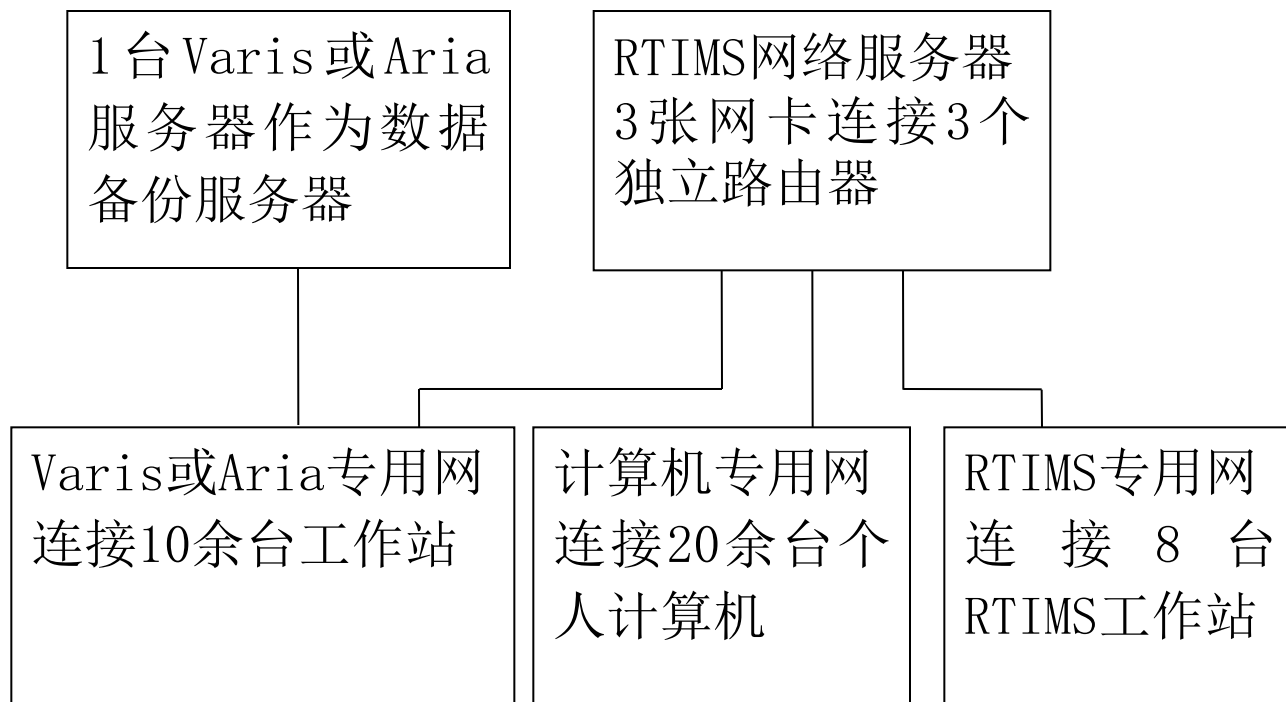 1台Varis或Aria
服务器作为数据
备份服务器
RTIMS网络服务器
3张网卡连接3个
独立路由器
Varis或Aria专用网
连接10余台工作站
计算机专用网
连接20余台个
人计算机
RTIMS专用网
连接8台
RTIMS工作站